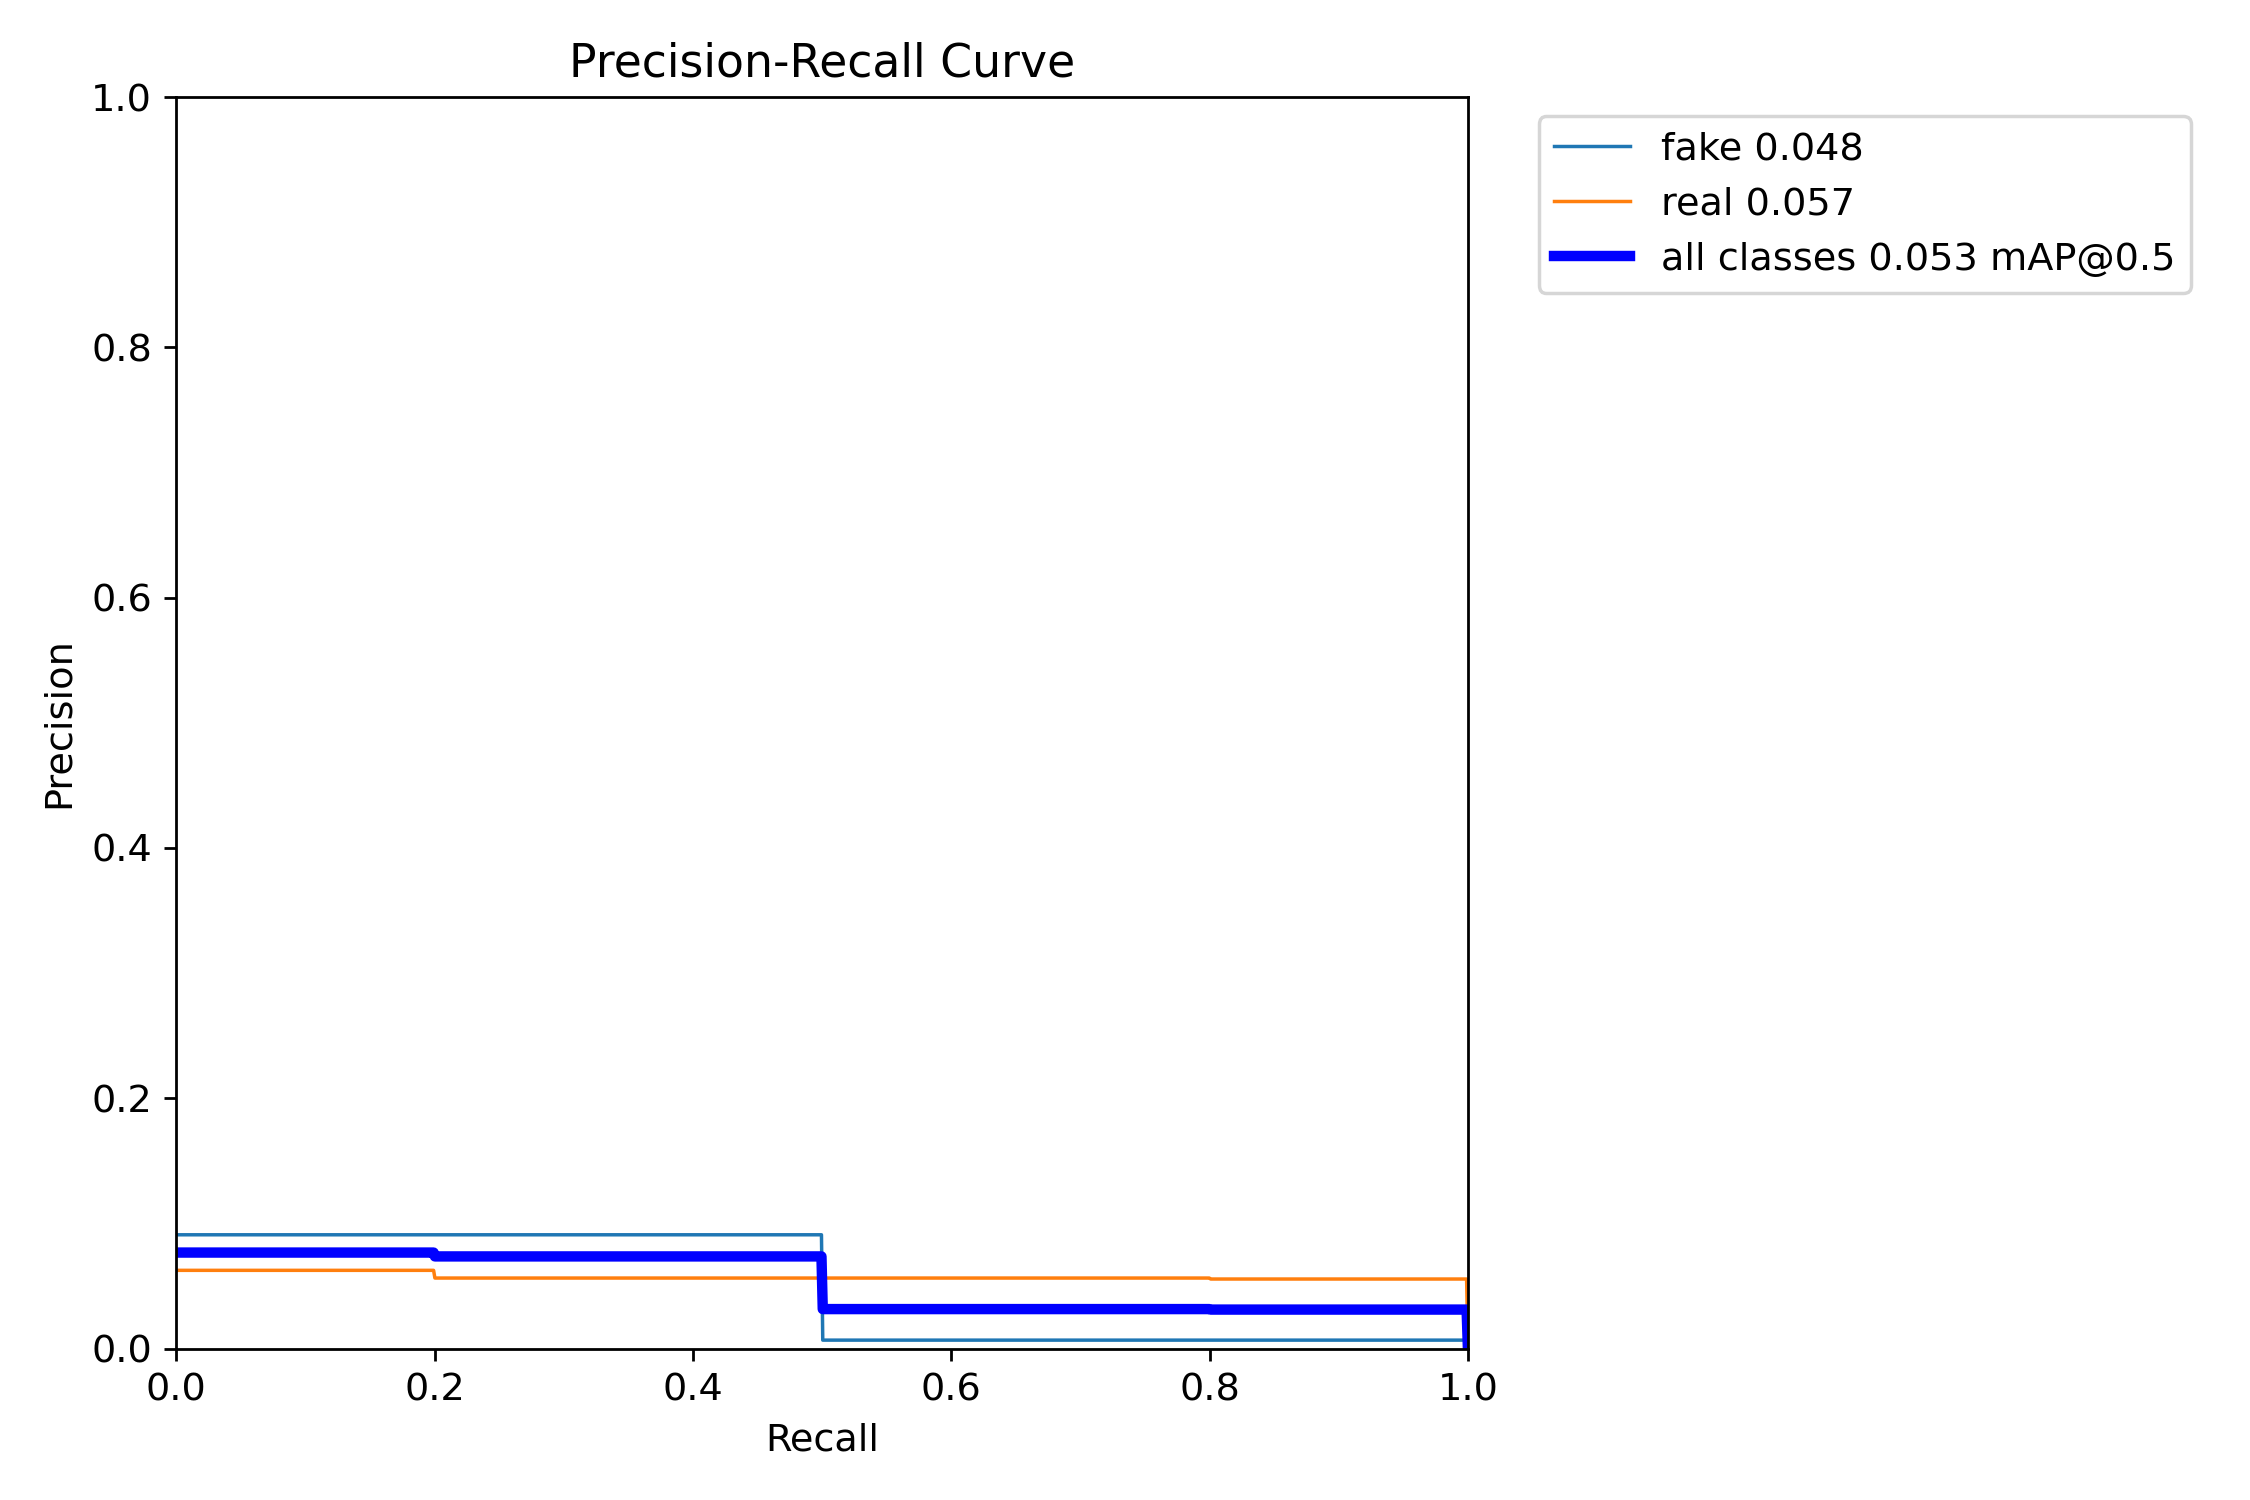 Precision-Recall Curve
1.0
0.8
0.6
0.4
0.2
0.0
Precision
0.0 0.2 0.4 0.6 0.8 1.0
Recall
fake 0.048
real 0.057
all classes 0.053 mAP@0.5